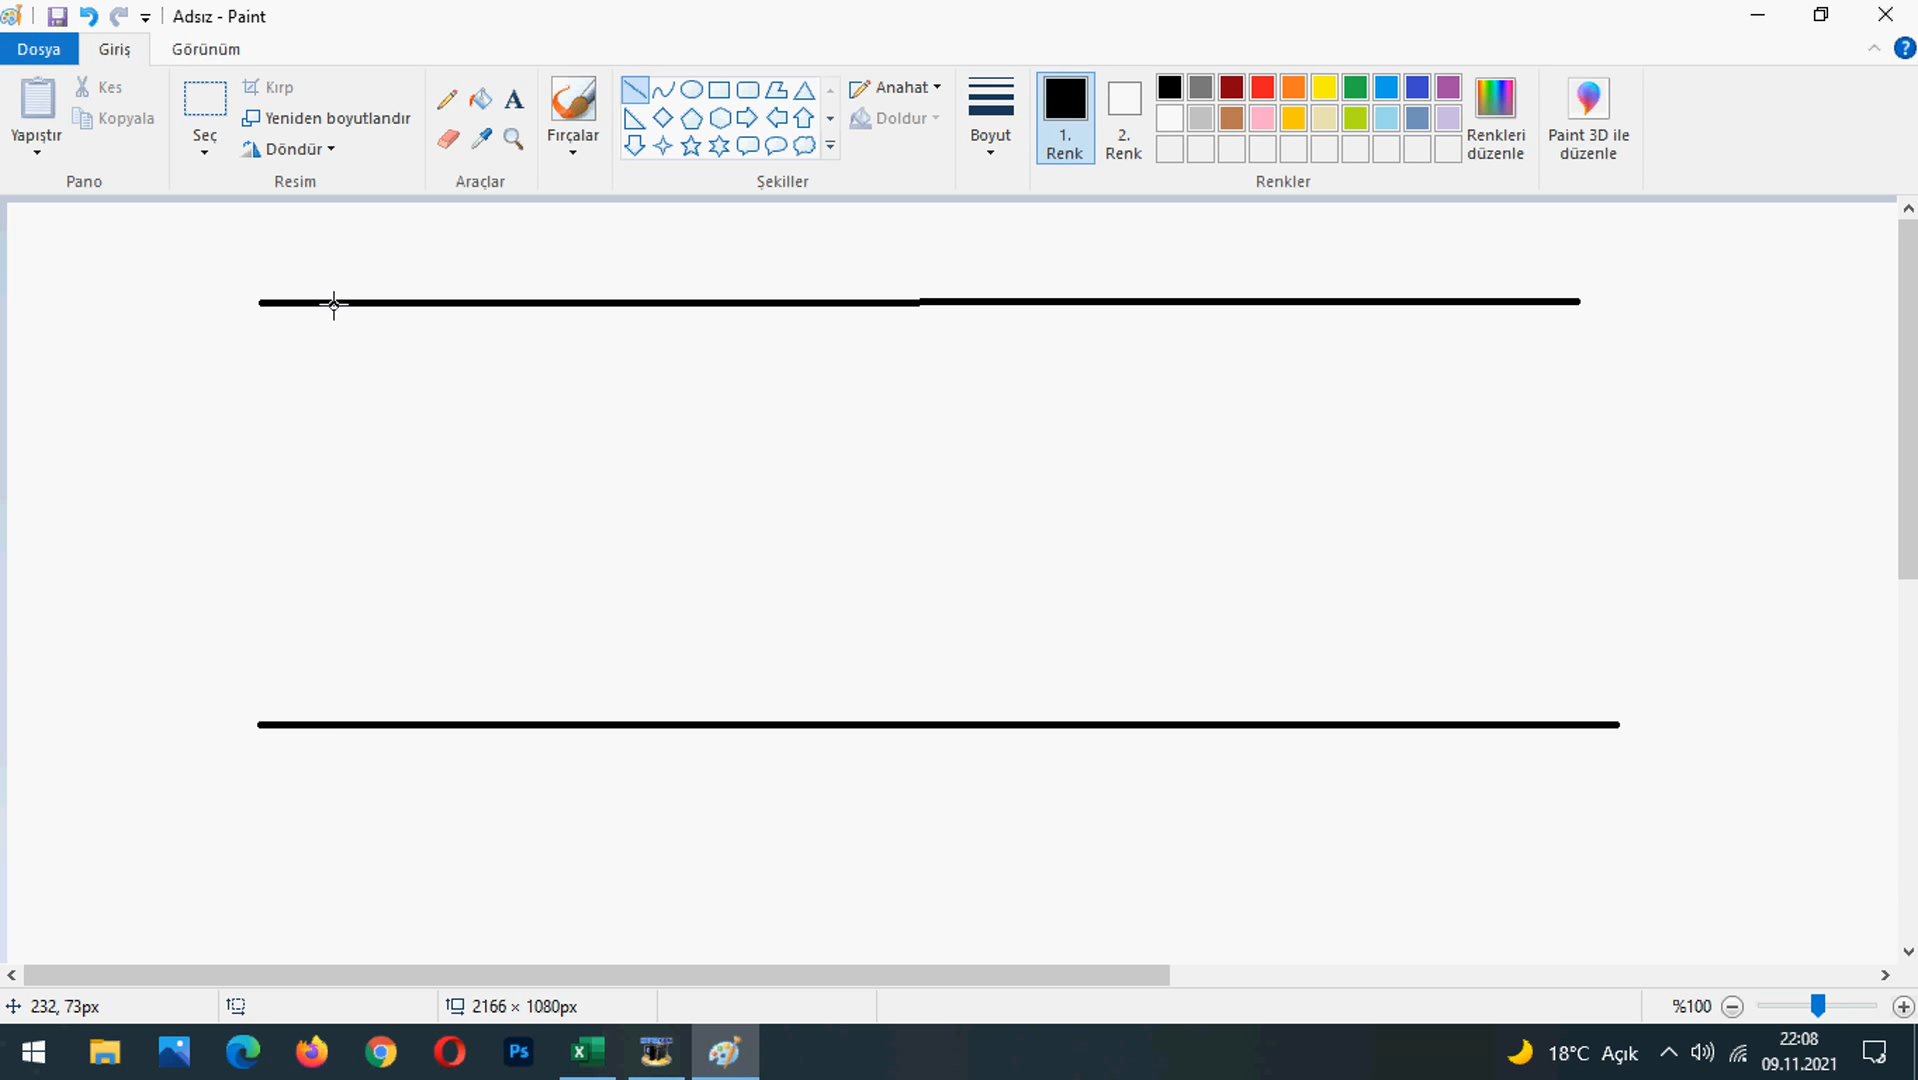 Adsız - Paint
Dosya Giriş Görünüm
Yapıştır
Kes
Kopyala
Pano
Seç
Kırp
Yeniden boyutlandır
Döndür
Resim
A
Araçlar
Fırçalar
Şekiller
Anahat
Doldur
Boyut
1.
Renk
2.
Renk
Renkleri
düzenle
Renkler
Paint 3D ile
düzenle
?
232, 73px
2166 × 1080px
%100
Ps
X
18°C Açık
22:08
09.11.2021